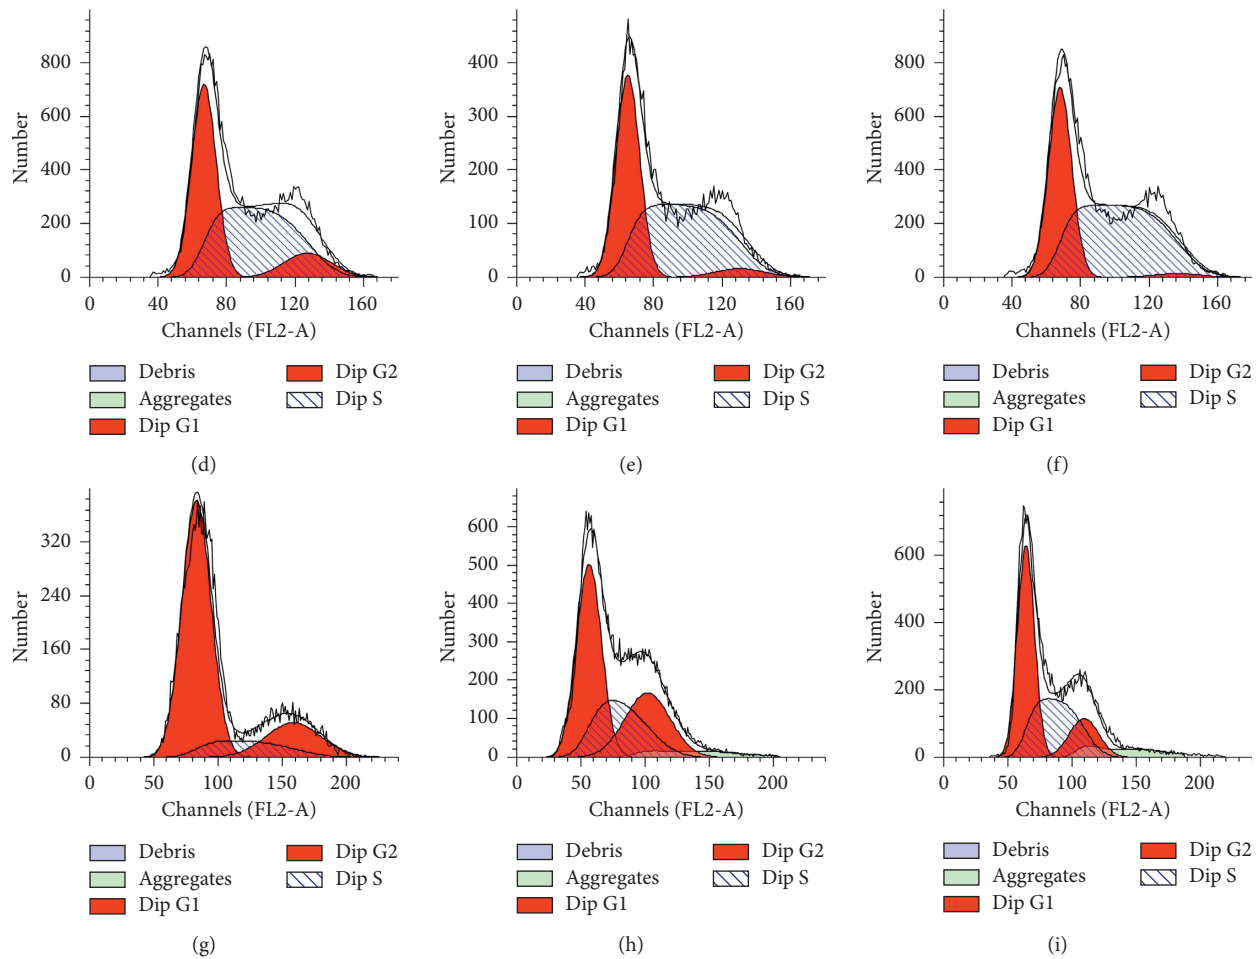 Number
800
600
400
200
0
0 40 80 120 160
Channels (FL2-A)
Debris Dip G2
Aggregates Dip S
Dip G1
(d)
Number
400
300
200
100
0
0 40 80 120 160
Channels (FL2-A)
Debris Dip G2
Aggregates Dip S
Dip G1
(e)
Number
800
600
400
200
0
0 40 80 120 160
Channels (FL2-A)
Debris Dip G2
Aggregates Dip S
Dip G1
(f)
Number
320
240
160
80
0
0 50 100 150 200
Channels (FL2-A)
Debris Dip G2
Aggregates Dip S
Dip G1
(g)
Number
600
500
400
300
200
100
0
0 50 100 150 200
Channels (FL2-A)
Debris Dip G2
Aggregates Dip S
Dip G1
(h)
Number
600
400
200
0
0 50 100 150 200
Channels (FL2-A)
Debris Dip G2
Aggregates Dip S
Dip G1
(i)